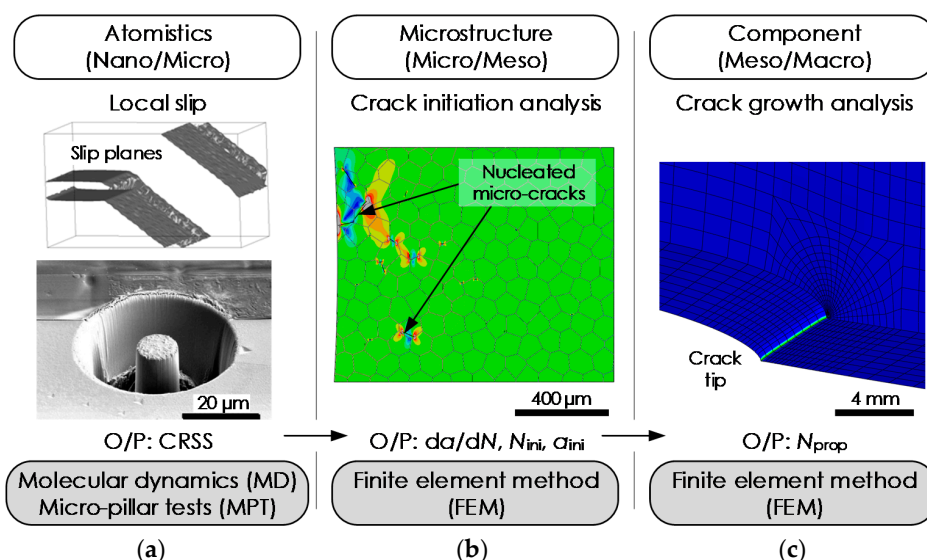 Atomistics
(Nano/Micro)
Local slip
Slip planes
20 µm
O/P: CRSS
Molecular dynamics (MD)
Micro-pillar tests (MPT)
(a)
Microstructure
(Micro/Meso)
Crack initiation analysis
Nucleated
micro-cracks
400 µm
O/P: da/dN, Nini, aini
Finite element method
(FEM)
(b)
Component
(Meso/Macro)
Crack growth analysis
Crack
tip
4 mm
O/P: Nprop
Finite element method
(FEM)
(c)